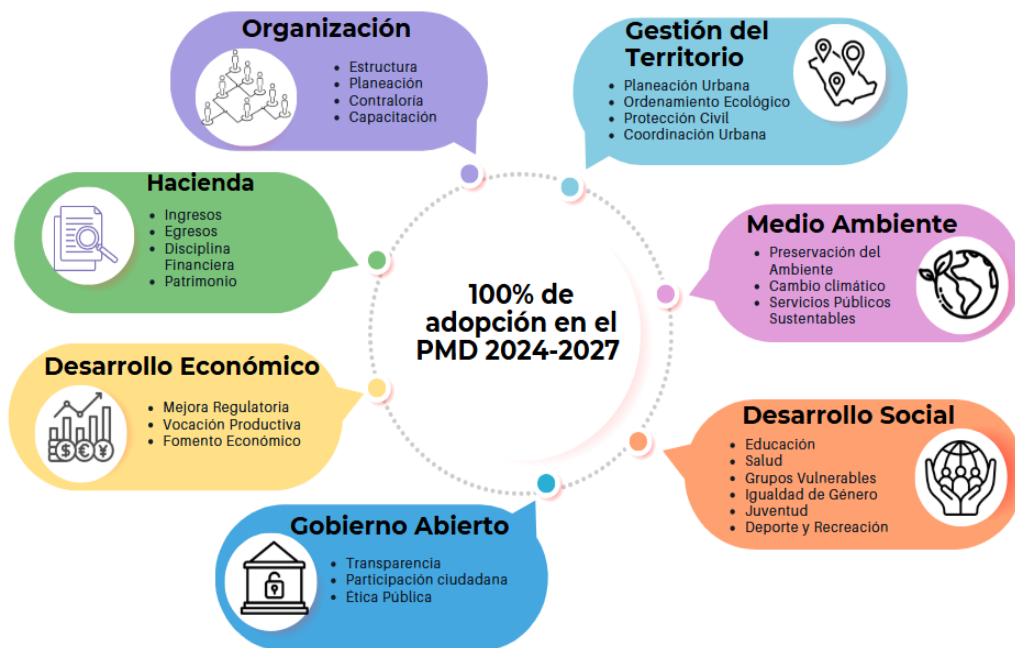 Organización
• Estructura
• Planeación
• Contraloría
• Capacitación
Gestión del
Territorio
• Planeación Urbana
• Ordenamiento Ecológico
• Protección Civil
• Coordinación Urbana
Hacienda
• Ingresos
• Egresos
• Disciplina
Financiera
• Patrimonio
Medio Ambiente
• Preservación del
Ambiente
• Cambio climático
• Servicios Públicos
Sustentables
100% de
adopción en el
PMD 2024-2027
Desarrollo Económico
• Mejora Regulatoria
• Vocación Productiva
• Fomento Económico
Desarrollo Social
• Educación
• Salud
• Grupos Vulnerables
• Igualdad de Género
• Juventud
• Deporte y Recreación
Gobierno Abierto
• Transparencia
• Participación ciudadana
• Ética Pública
$ € ¥